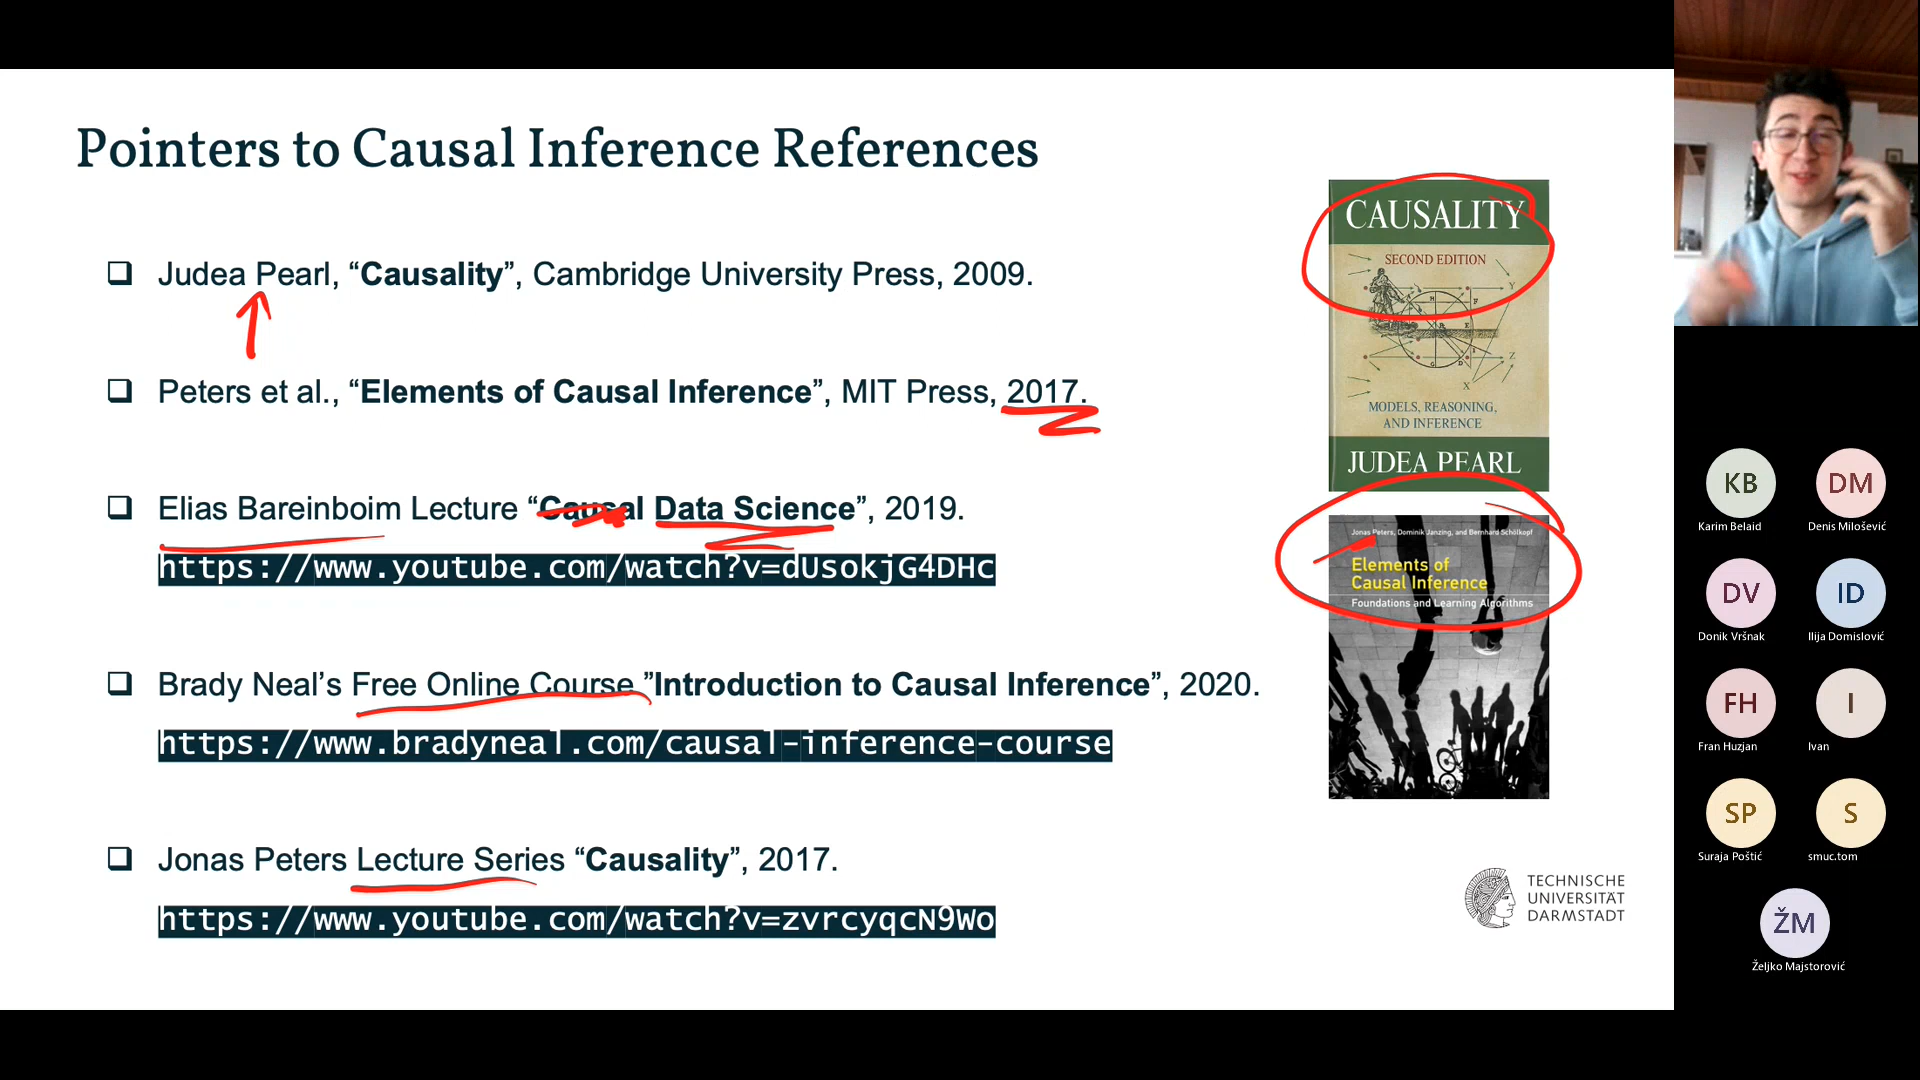 Pointers to Causal Inference References
Judea Pearl, “Causality”, Cambridge University Press, 2009.
Peters et al., “Elements of Causal Inference”, MIT Press, 2017.
Elias Bareinboim Lecture “Causal Data Science”, 2019.
https://www.youtube.com/watch?v=dUsokjG4DHc
Brady Neal’s Free Online Course ”Introduction to Causal Inference”, 2020.
https://www.bradyneal.com/causal-inference-course
Jonas Peters Lecture Series “Causality”, 2017.
https://www.youtube.com/watch?v=zvrcyqcN9Wo
CAUSALITY
SECOND EDITION
MODELS, REASONING,
AND INFERENCE
JUDEA PEARL
Jonas Peters, Dominik Janzing, and Bernhard Schölkopf
Elements of
Causal Inference
Foundations and Learning Algorithms
TECHNISCHE
UNIVERSITÄT
DARMSTADT
KB
Karim Belaid
DM
Denis Milošević
DV
Donik Vršnak
ID
Ilija Domislović
FH
Fran Huzjan
I
Ivan
SP
Suraja Poštić
S
smuc.tom
ŽM
Željko Majstorović